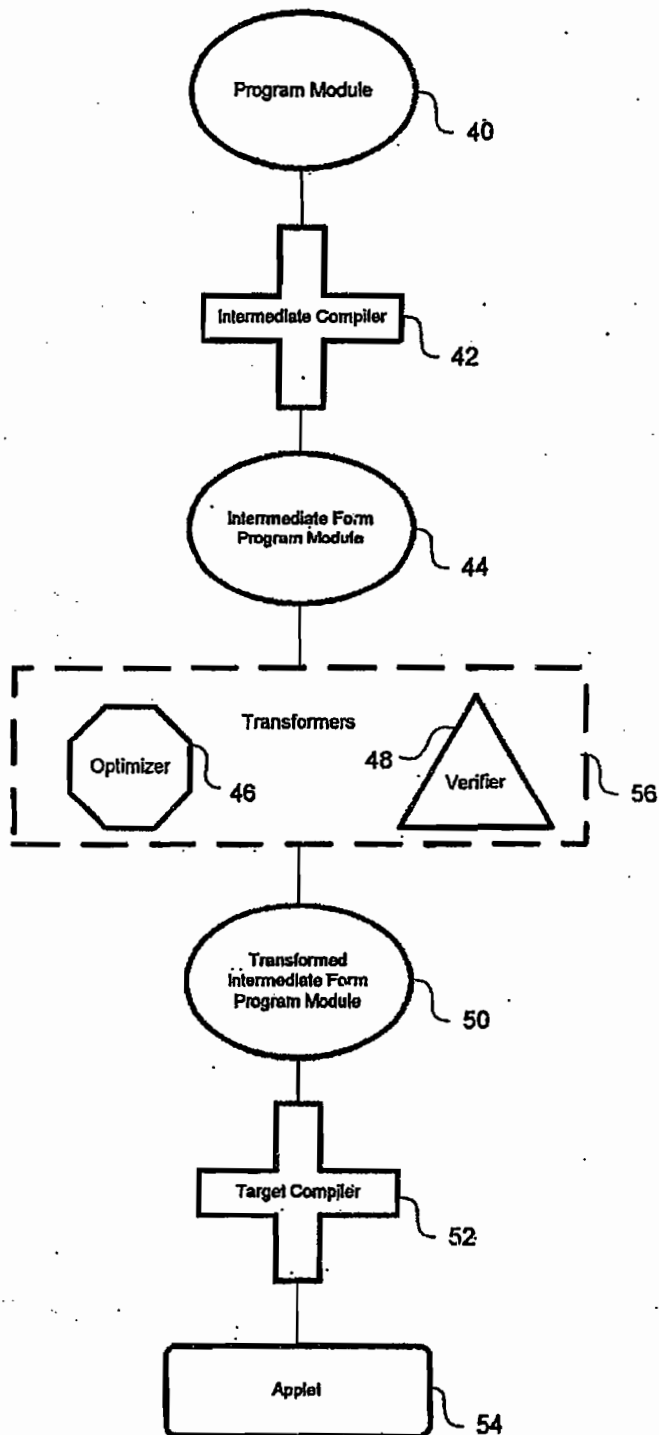 Program Module
40
Intermediate Compiler
42
Intermediate Form
Program Module
44
Transformers
Optimizer
46
48
Verifier
56
Transformed
Intermediate Form
Program Module
50
Target Compiler
52
Applet
54